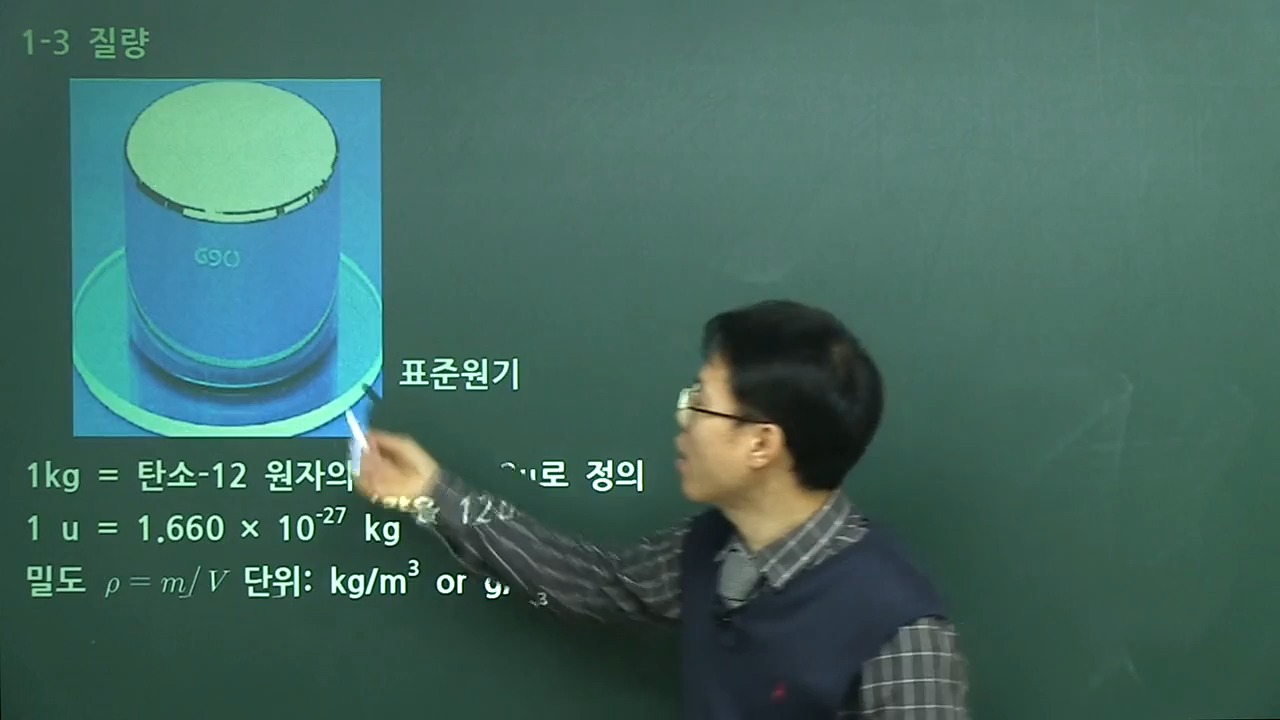 1-3 질량
G90
표준원기
1kg = 탄소-12 원자의 로 정의
1 u = 1.660 × 10⁻²⁷ kg
밀도 ρ = m/V 단위: kg/m³ or g/